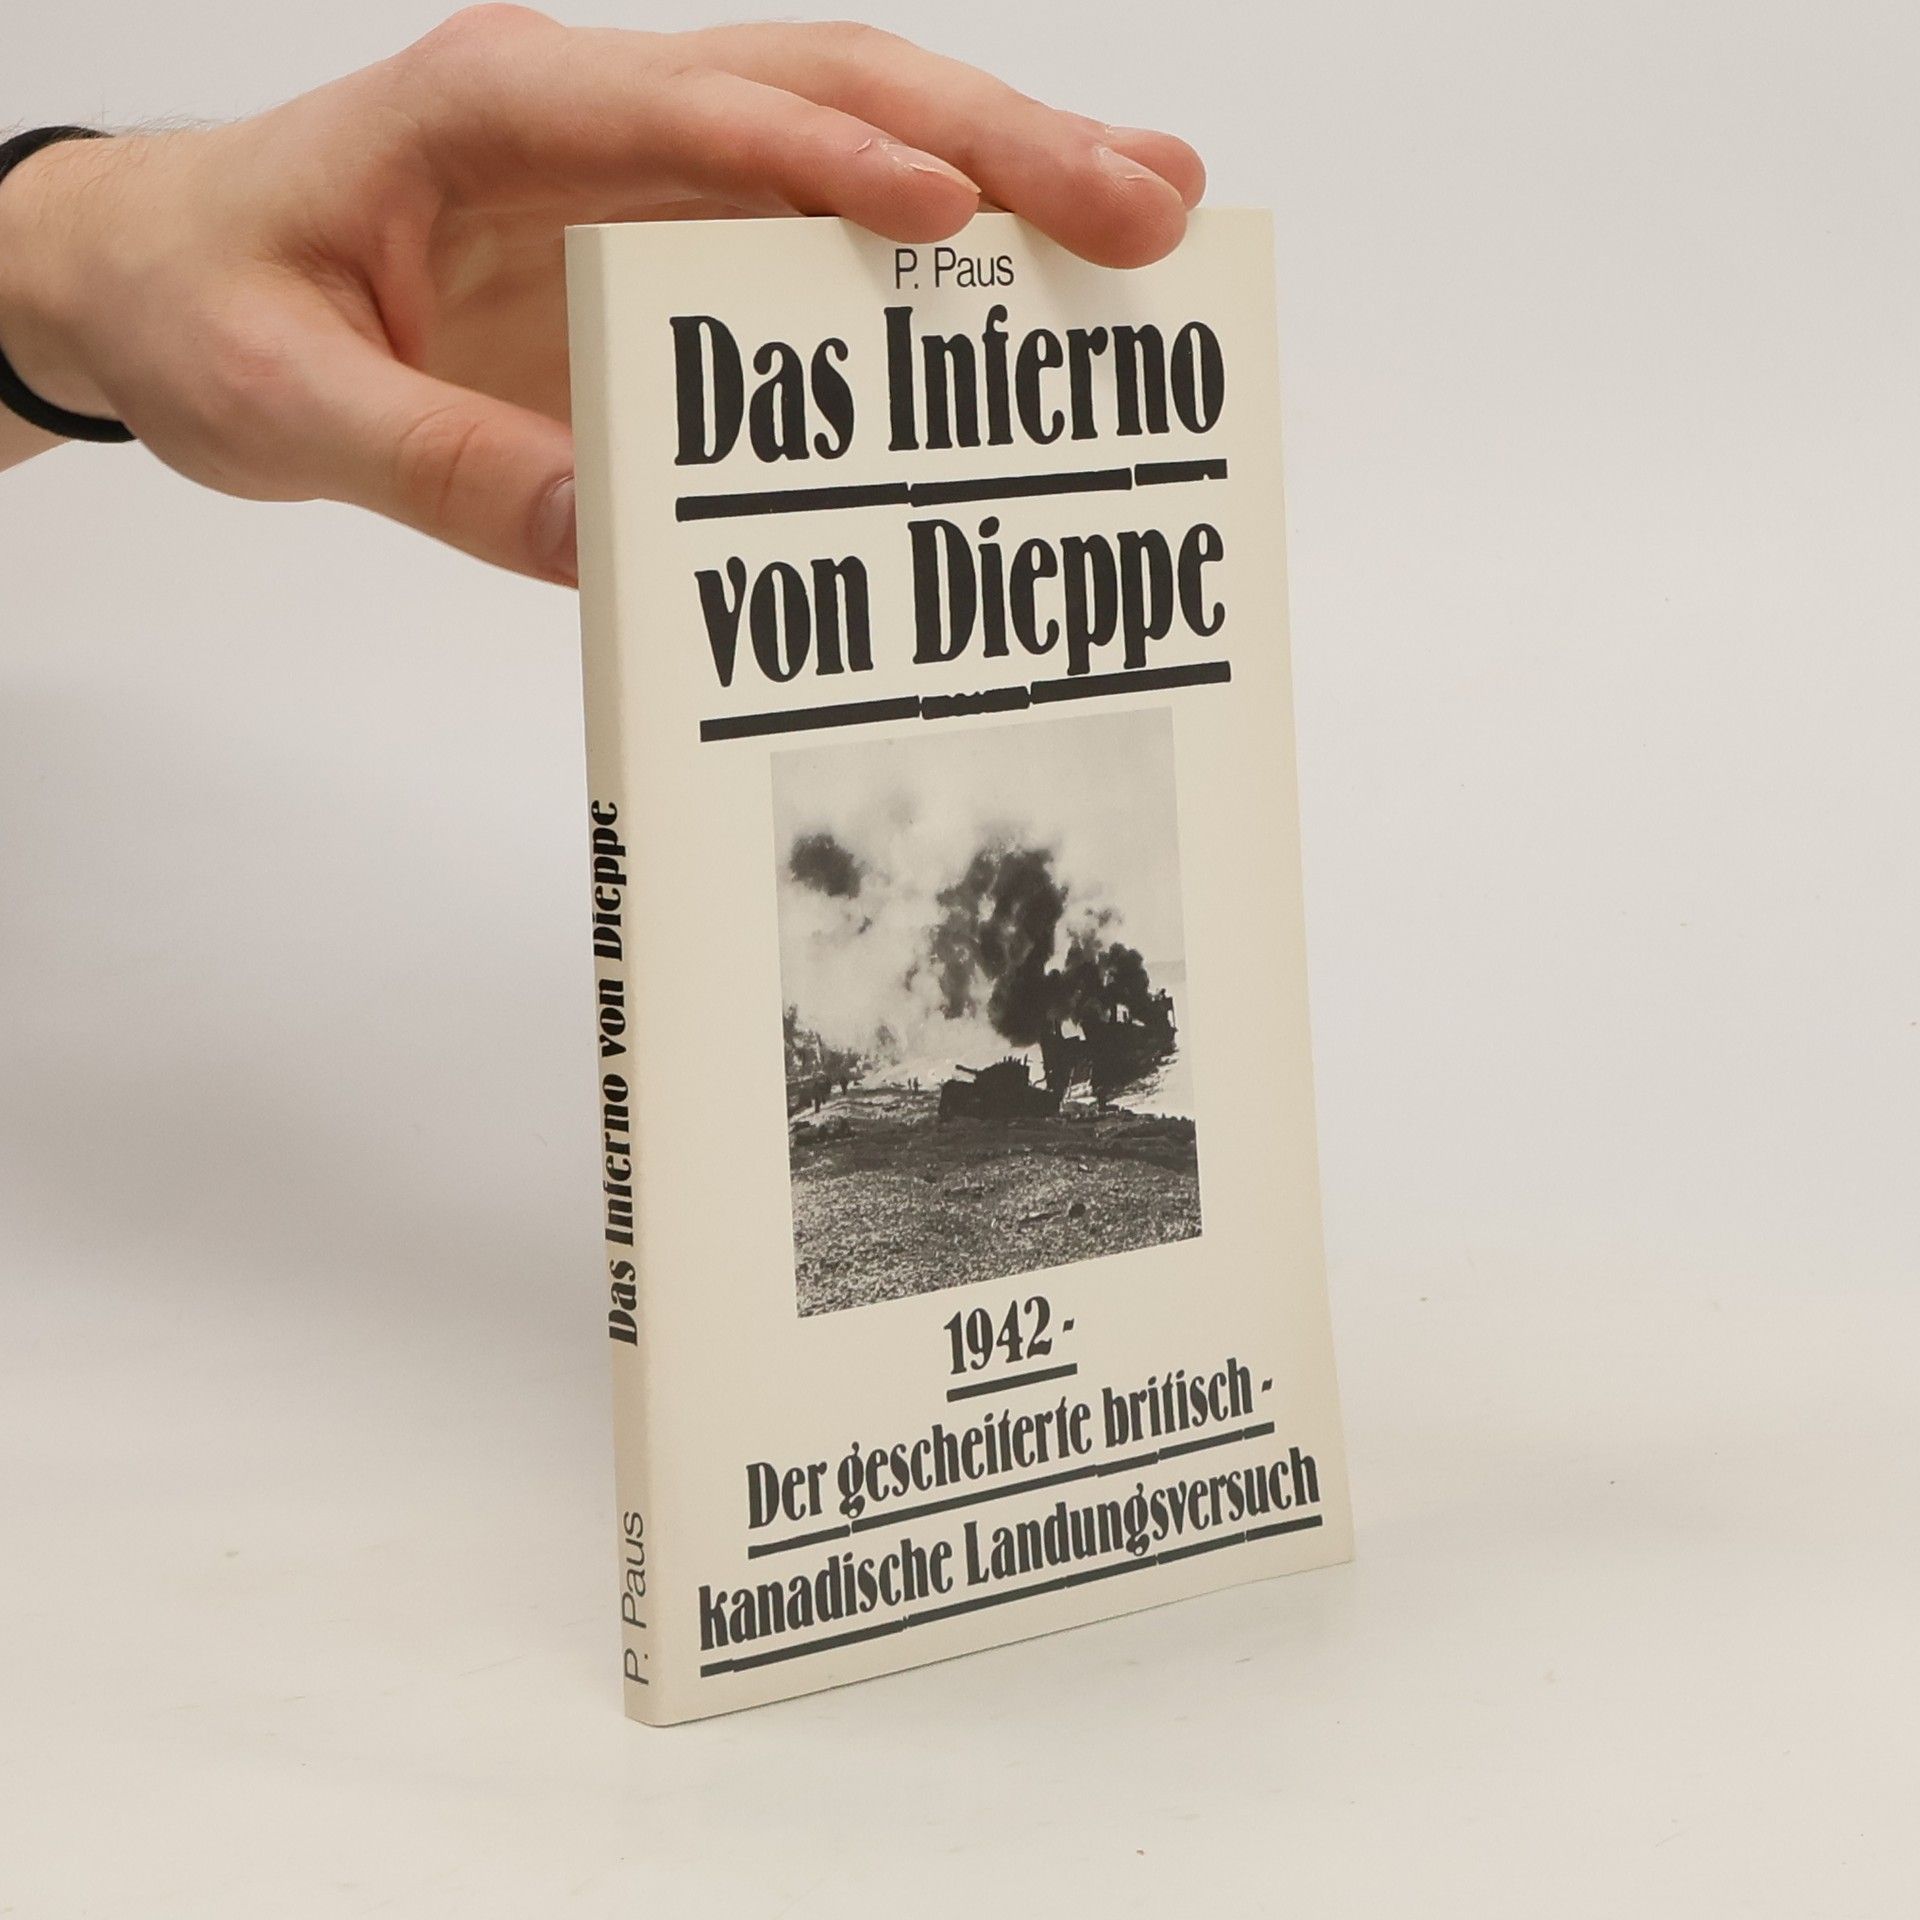 P. Paus
Das Inferno
von Dieppe
1942-
Der gescheiterte britisch-
kanadische Landungsversuch
P. Paus Das Inferno von Dieppe